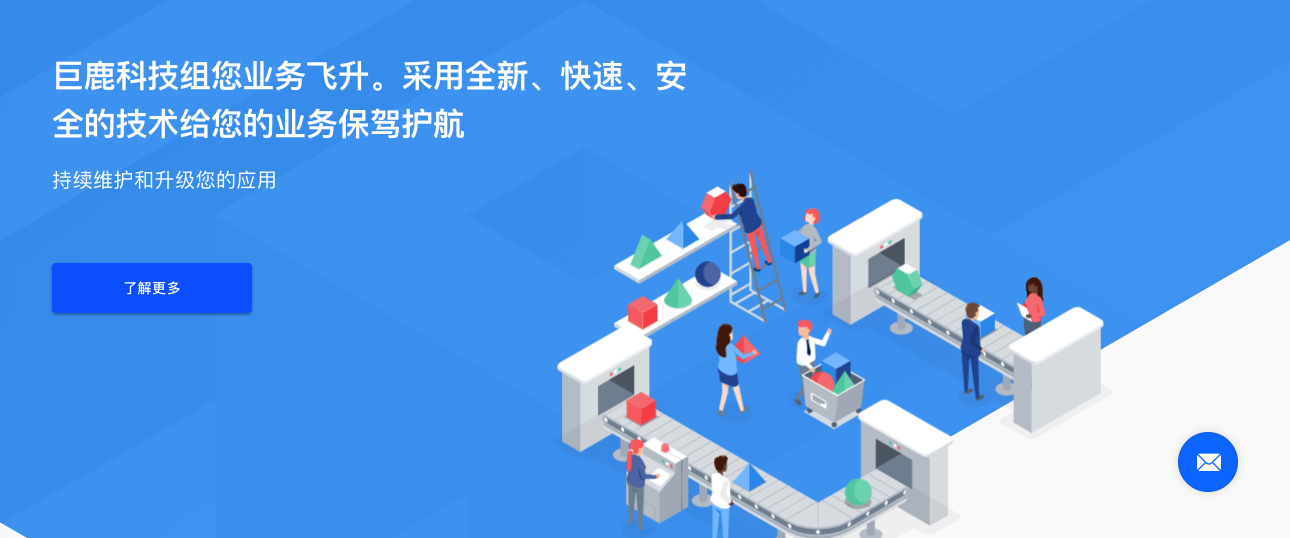 巨鹿科技组您业务飞升。采用全新、快速、安
全的技术给您的业务保驾护航
持续维护和升级您的应用
了解更多